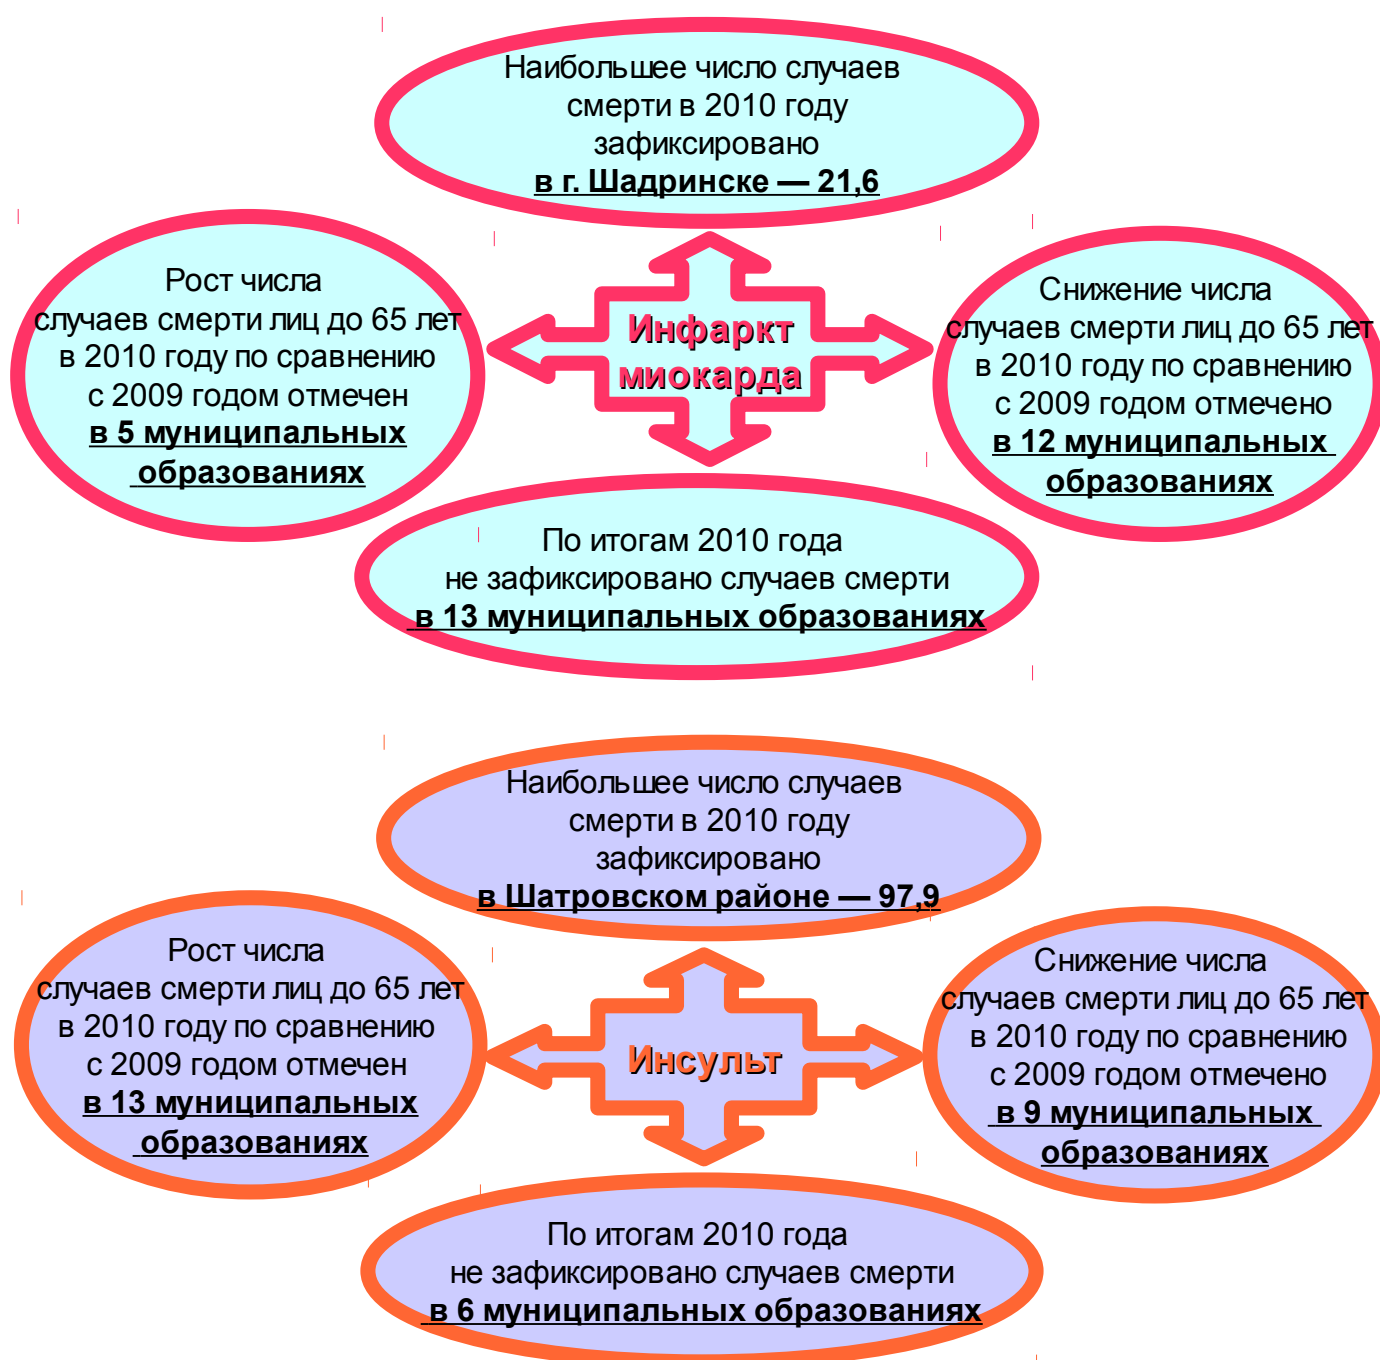 Наибольшее число случаев
смерти в 2010 году
зафиксировано
в г. Шадринске — 21,6
Рост числа
случаев смерти лиц до 65 лет
в 2010 году по сравнению
с 2009 годом отмечен
в 5 муниципальных
образованиях
Инфаркт
миокарда
Снижение числа
случаев смерти лиц до 65 лет
в 2010 году по сравнению
с 2009 годом отмечено
в 12 муниципальных
образованиях
По итогам 2010 года
не зафиксировано случаев смерти
в 13 муниципальных образованиях
Наибольшее число случаев
смерти в 2010 году
зафиксировано
в Шатровском районе — 97,9
Рост числа
случаев смерти лиц до 65 лет
в 2010 году по сравнению
с 2009 годом отмечен
в 13 муниципальных
образованиях
Инсульт
Снижение числа
случаев смерти лиц до 65 лет
в 2010 году по сравнению
с 2009 годом отмечено
в 9 муниципальных
образованиях
По итогам 2010 года
не зафиксировано случаев смерти
в 6 муниципальных образованиях